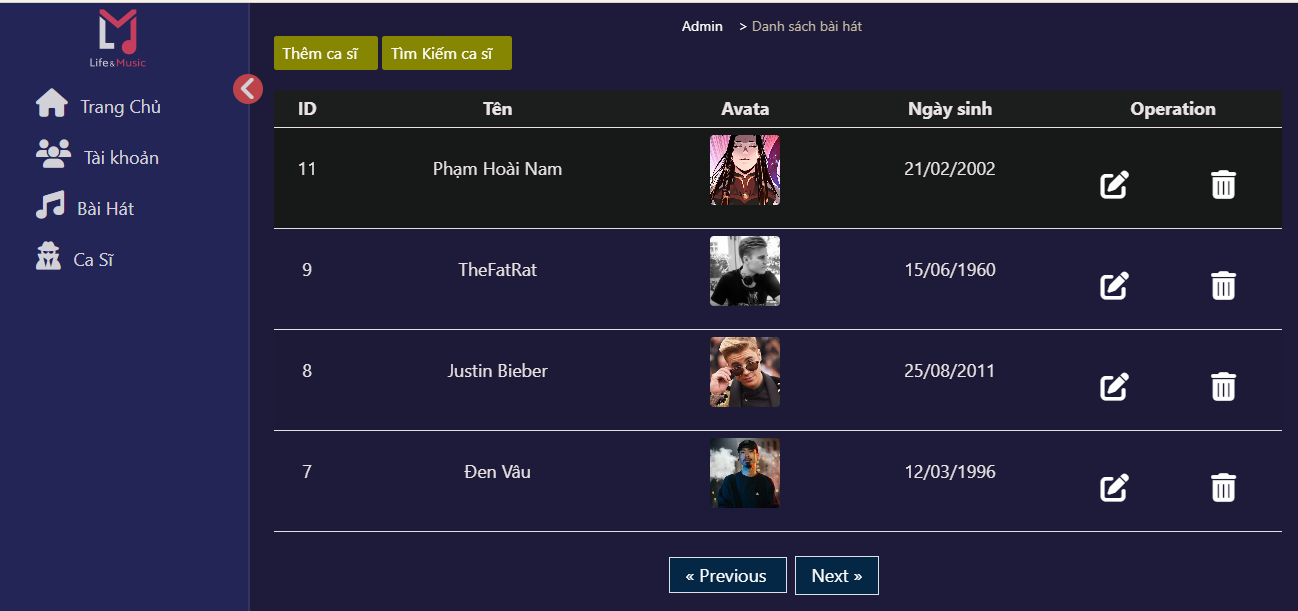 Life&Music
Trang Chủ
Tài khoản
Bài Hát
Ca Sĩ
Admin > Danh sách bài hát
Thêm ca sĩ Tìm Kiếm ca sĩ
ID Tên Avata Ngày sinh Operation
11 Phạm Hoài Nam 21/02/2002
9 TheFatRat 15/06/1960
8 Justin Bieber 25/08/2011
7 Đen Vâu 12/03/1996
« Previous Next »